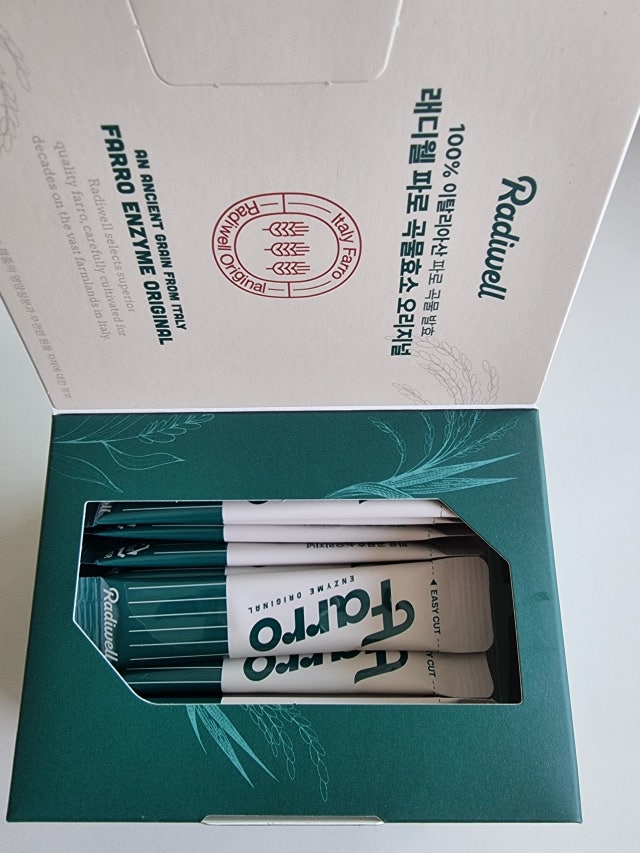 Radiwell
100% 이탈리아산 파로 곡물 발효
래디웰 파로 곡물효소 오리지널
Italy Farro
Radiwell Original
AN ANCIENT GRAIN FROM ITALY
FARRO ENZYME ORIGINAL
Radiwell selects superior
quality farro, carefully cultivated for
decades on the vast farmlands in Italy.
Radiwell
Farro
ENZYME ORIGINAL
EASY CUT
Farro
Y CUT